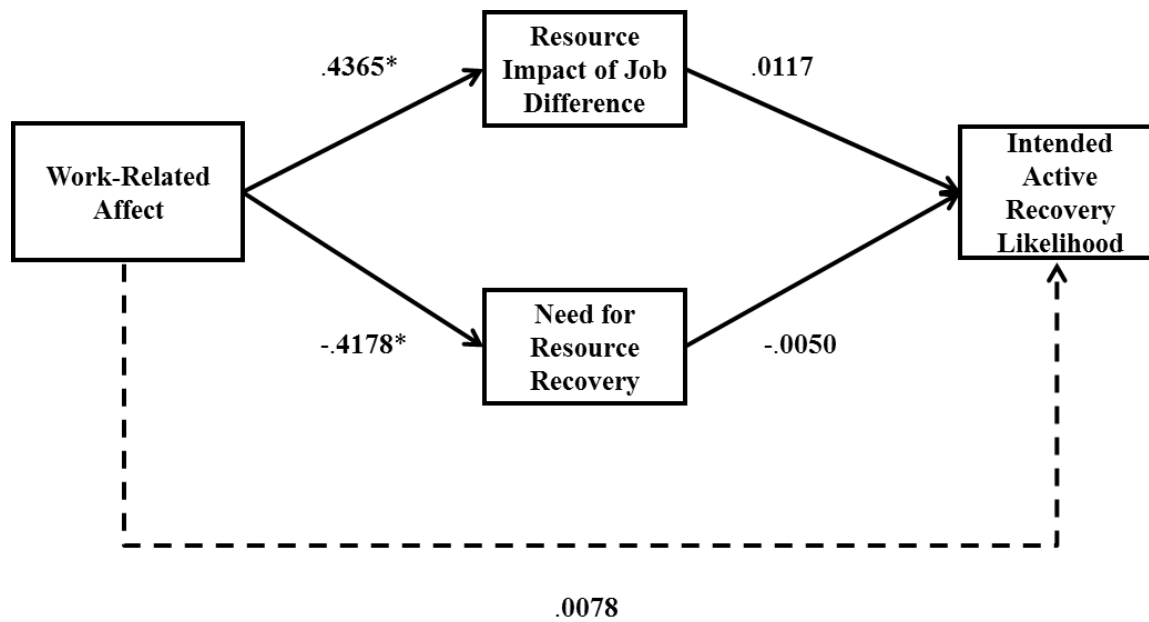 Resource
Impact of Job
Difference
.4365*
.0117
Work-Related
Affect
Intended
Active
Recovery
Likelihood
Need for
Resource
Recovery
-.4178*
-.0050
.0078